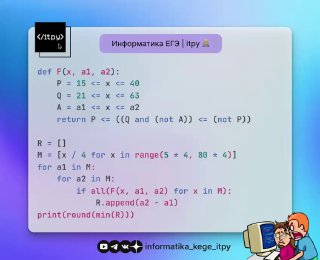 </itpy>
Информатика ЕГЭ | itpy
def F(x, a1, a2):
    P = 15 <= x <= 40
    Q = 21 <= x <= 63
    A = a1 <= x <= a2
    return P <= ((Q and (not A)) <= (not P))
R = []
M = [x / 4 for x in range(5 * 4, 80 * 4)]
for a1 in M:
    for a2 in M:
        if all(F(x, a1, a2) for x in M):
            R.append(a2 - a1)
print(round(min(R)))
informatika_kege_itpy